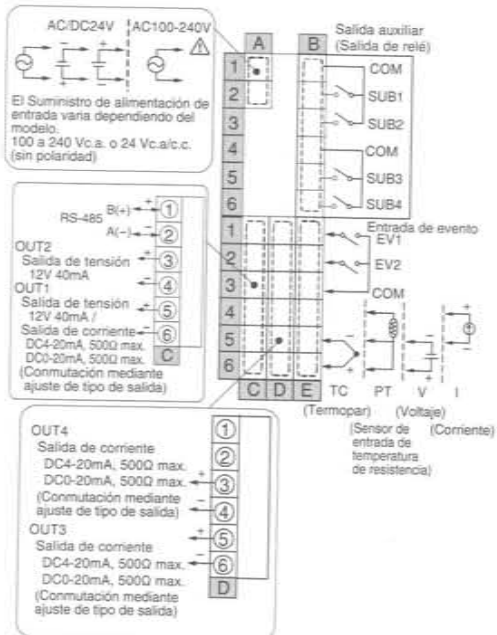 AC/DC24V
AC100-240V
El Suministro de alimentación de
entrada varia dependiendo del
modelo.
100 a 240 Vc.a. o 24 Vc.a/c.c.
(sin polaridad)
A
B
1
2
3
4
5
6
Salida auxiliar
(Salida de relé)
COM
SUB1
SUB2
COM
SUB3
SUB4
1
2
3
4
5
6
C D E
Entrada de evento
EV1
EV2
COM
TC PT V I
(Termopar) (Voltaje)
(Sensor de (Corriente)
entrada de
temperatura
de resistencia)
RS-485
B(+)
A(−)
OUT2
Salida de tensión
12V 40mA
OUT1
Salida de tensión
12V 40mA /
Salida de corriente
DC4-20mA, 500Ω max.
DC0-20mA, 500Ω max.
(Conmutación mediante
ajuste de tipo de salida)
+
−
+
−
+
−
1
2
3
4
5
6
C
OUT4
Salida de corriente
DC4-20mA, 500Ω max.
DC0-20mA, 500Ω max.
(Conmutación mediante
ajuste de tipo de salida)
OUT3
Salida de corriente
DC4-20mA, 500Ω max.
DC0-20mA, 500Ω max.
(Conmutación mediante
ajuste de tipo de salida)
+
−
+
−
1
2
3
4
5
6
D